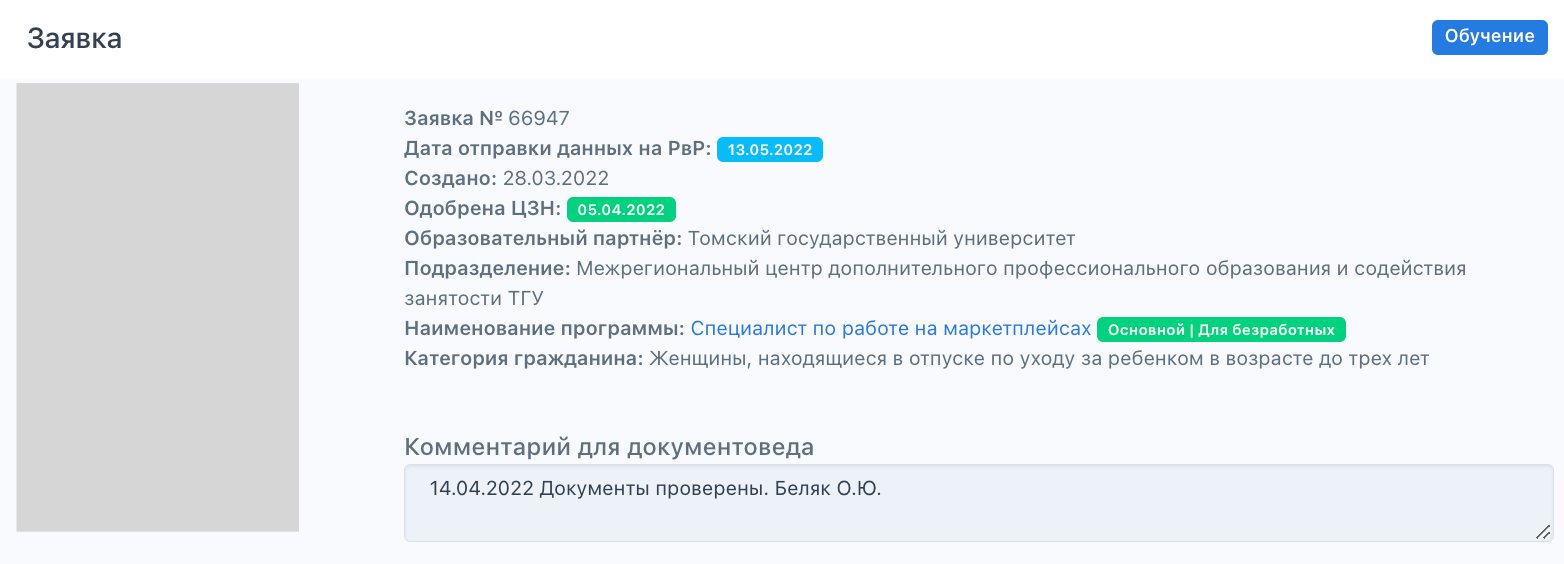 Заявка
Обучение
Заявка № 66947
Дата отправки данных на РвР: 13.05.2022
Создано: 28.03.2022
Одобрена ЦЗН: 05.04.2022
Образовательный партнёр: Томский государственный университет
Подразделение: Межрегиональный центр дополнительного профессионального образования и содействия
занятости ТГУ
Наименование программы: Специалист по работе на маркетплейсах Основной | Для безработных
Категория гражданина: Женщины, находящиеся в отпуске по уходу за ребенком в возрасте до трех лет
Комментарий для документоведа
14.04.2022 Документы проверены. Беляк О.Ю.